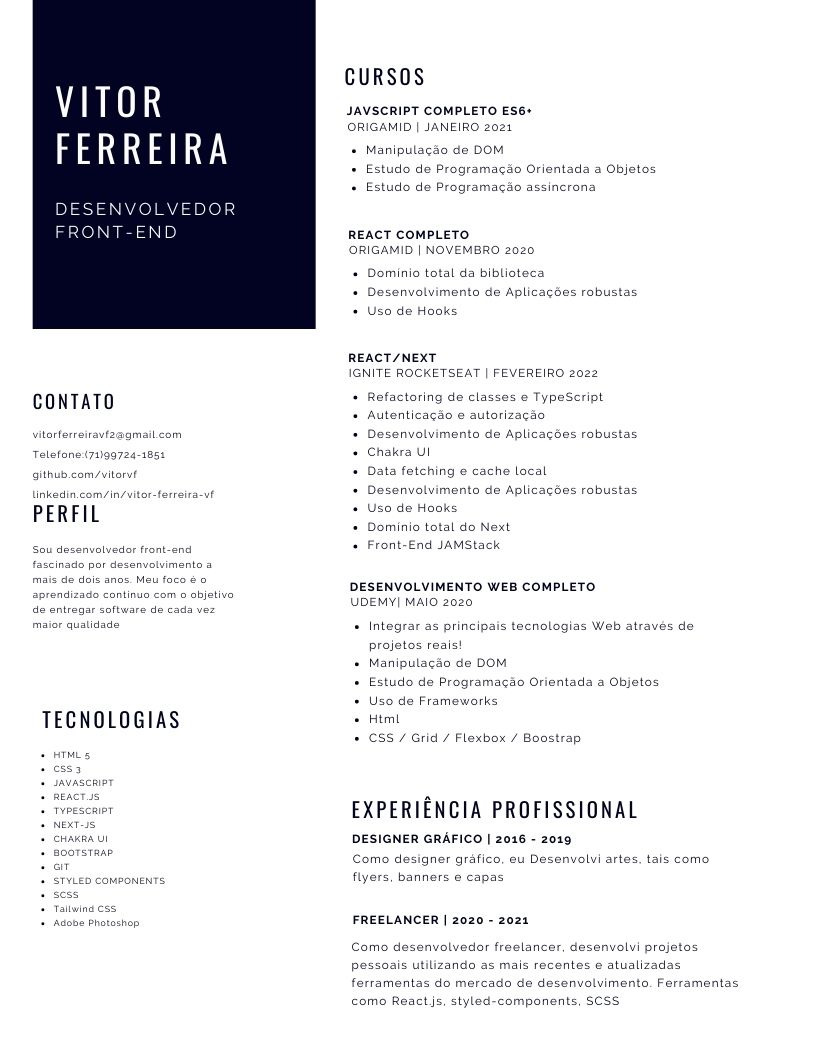 VITOR
FERREIRA
DESENVOLVEDOR
FRONT-END
CONTATO
vitorferreiravf2@gmail.com
Telefone:(71)99724-1851
github.com/vitorvf
linkedin.com/in/vitor-ferreira-vf
PERFIL
Sou desenvolvedor front-end
fascinado por desenvolvimento a
mais de dois anos. Meu foco é o
aprendizado continuo com o objetivo
de entregar software de cada vez
maior qualidade
TECNOLOGIAS
• HTML 5
• CSS 3
• JAVASCRIPT
• REACT.JS
• TYPESCRIPT
• NEXT-JS
• CHAKRA UI
• BOOTSTRAP
• GIT
• STYLED COMPONENTS
• SCSS
• Tailwind CSS
• Adobe Photoshop
CURSOS
JAVSCRIPT COMPLETO ES6+
ORIGAMID | JANEIRO 2021
• Manipulação de DOM
• Estudo de Programação Orientada a Objetos
• Estudo de Programação assincrona
REACT COMPLETO
ORIGAMID | NOVEMBRO 2020
• Domínio total da biblioteca
• Desenvolvimento de Aplicações robustas
• Uso de Hooks
REACT/NEXT
IGNITE ROCKETSEAT | FEVEREIRO 2022
• Refactoring de classes e TypeScript
• Autenticação e autorização
• Desenvolvimento de Aplicações robustas
• Chakra UI
• Data fetching e cache local
• Desenvolvimento de Aplicações robustas
• Uso de Hooks
• Domínio total do Next
• Front-End JAMStack
DESENVOLVIMENTO WEB COMPLETO
UDEMY| MAIO 2020
• Integrar as principais tecnologias Web através de
projetos reais!
• Manipulação de DOM
• Estudo de Programação Orientada a Objetos
• Uso de Frameworks
• Html
• CSS / Grid / Flexbox / Boostrap
EXPERIÊNCIA PROFISSIONAL
DESIGNER GRÁFICO | 2016 - 2019
Como designer gráfico, eu Desenvolvi artes, tais como
flyers, banners e capas
FREELANCER | 2020 - 2021
Como desenvolvedor freelancer, desenvolvi projetos
pessoais utilizando as mais recentes e atualizadas
ferramentas do mercado de desenvolvimento. Ferramentas
como React.js, styled-components, SCSS